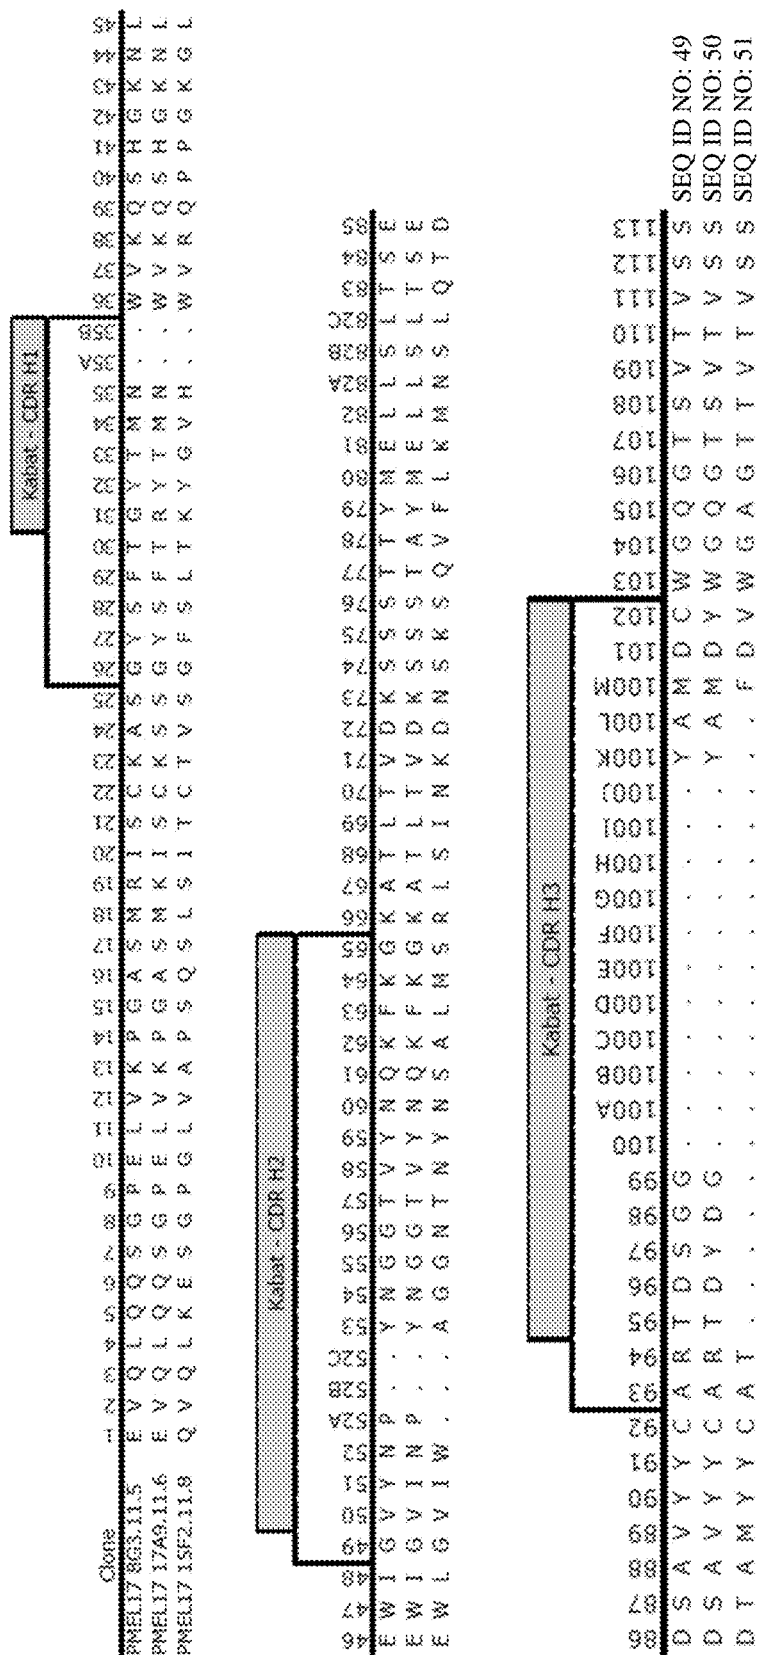 Kabat - CDR H1
Clone 1 2 3 4 5 6 7 8 9 10 11 12 13 14 15 16 17 18 19 20 21 22 23 24 25 26 27 28 29 30 31 32 33 34 35 35A 35B 36 37 38 39 40 41 42 43 44 45
PMEL17 8G3.11.5 E V Q L Q Q S G P E L V K P G A S M R I S C K A S G Y S F T G Y T M N . . W V K Q S H G K N L
PMEL17 17A9.11.6 E V Q L Q Q S G P E L V K P G A S M K I S C K S S G Y S F T R Y T M N . . W V K Q S H G K N L
PMEL17 15F2.11.8 Q V Q L K E S G P G L V A P S Q S L S I T C T V S G F S L T K Y G V H . . W V R Q P P G K G L
Kabat - CDR H2
46 47 48 49 50 51 52 52A 52B 52C 53 54 55 56 57 58 59 60 61 62 63 64 65 66 67 68 69 70 71 72 73 74 75 76 77 78 79 80 81 82 82A 82B 82C 83 84 85
E W I G V Y N P . . Y N G G T V Y N Q K F K G K A T L T V D K S S S T T Y M E L L S L T S E
E W I G V I N P . . Y N G G T V Y N Q K F K G K A T L T V D K S S S T A Y M E L L S L T S E
E W L G V I W . . . A G G N T N Y N S A L M S R L S I N K D N S K S Q V F L K M N S L Q T D
Kabat - CDR H3
86 87 88 89 90 91 92 93 94 95 96 97 98 99 100 100A 100B 100C 100D 100E 100F 100G 100H 100I 100J 100K 100L 100M 101 102 103 104 105 106 107 108 109 110 111 112 113
D S A V Y Y C A R T D S G G . . . . . . . . . . . Y A M D C W G Q G T S V T V S S SEQ ID NO: 49
D S A V Y Y C A R T D Y D G . . . . . . . . . . . Y A M D Y W G Q G T S V T V S S SEQ ID NO: 50
D T A M Y Y C A T . . . . . . . . . . . . . . . . . . F D V W G A G T T V T V S S SEQ ID NO: 51